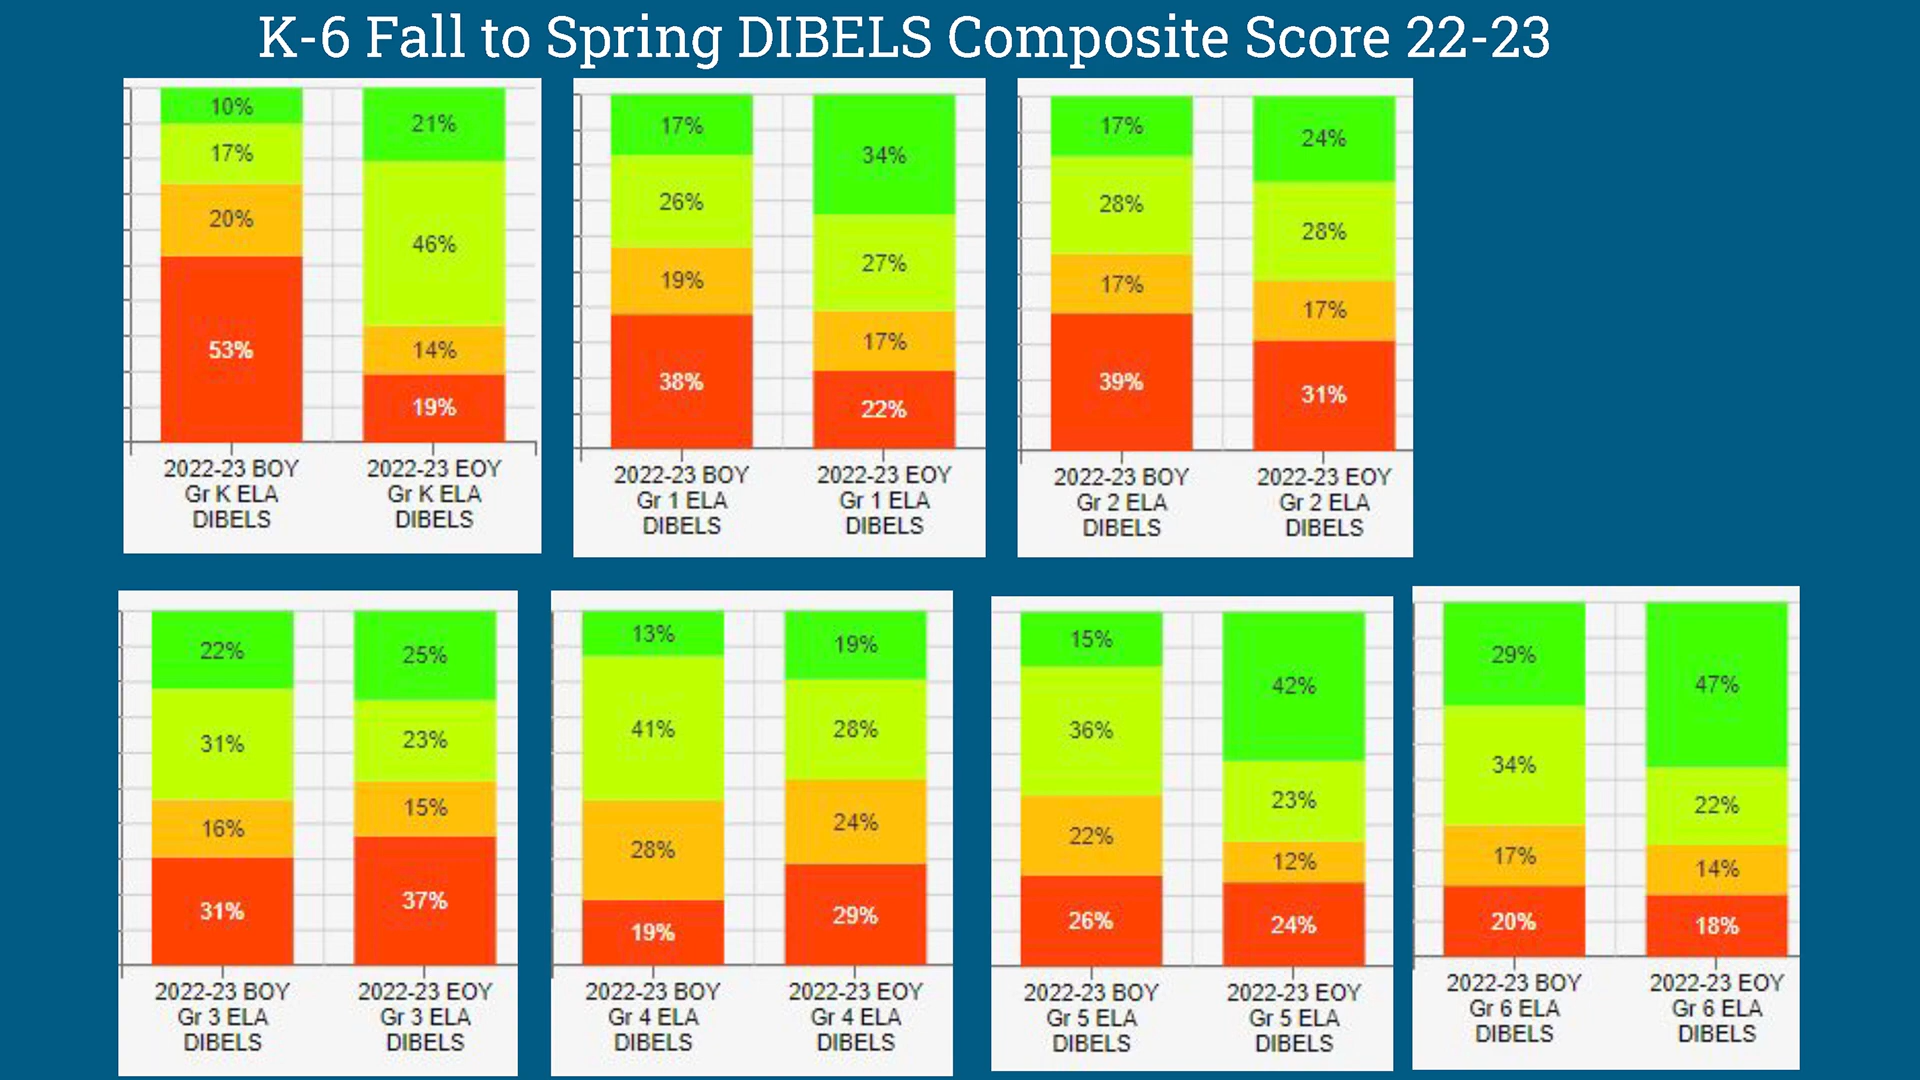 K-6 Fall to Spring DIBELS Composite Score 22-23
10%
17%
20%
53%
21%
46%
14%
19%
2022-23 BOY
Gr K ELA
DIBELS
2022-23 EOY
Gr K ELA
DIBELS
17%
26%
19%
38%
34%
27%
17%
22%
2022-23 BOY
Gr 1 ELA
DIBELS
2022-23 EOY
Gr 1 ELA
DIBELS
17%
28%
17%
39%
24%
28%
17%
31%
2022-23 BOY
Gr 2 ELA
DIBELS
2022-23 EOY
Gr 2 ELA
DIBELS
22%
31%
16%
31%
25%
23%
15%
37%
2022-23 BOY
Gr 3 ELA
DIBELS
2022-23 EOY
Gr 3 ELA
DIBELS
13%
41%
28%
19%
19%
28%
24%
29%
2022-23 BOY
Gr 4 ELA
DIBELS
2022-23 EOY
Gr 4 ELA
DIBELS
15%
36%
22%
26%
42%
23%
12%
24%
2022-23 BOY
Gr 5 ELA
DIBELS
2022-23 EOY
Gr 5 ELA
DIBELS
29%
34%
17%
20%
47%
22%
14%
18%
2022-23 BOY
Gr 6 ELA
DIBELS
2022-23 EOY
Gr 6 ELA
DIBELS